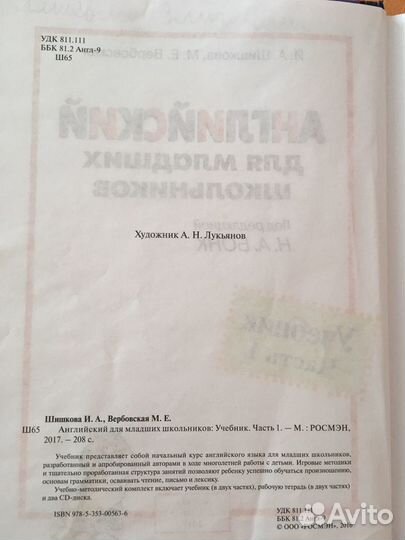 УДК 811.111
ББК 81.2 Англ-9
Ш65
И. А. Шишкова, М. Е. Вербовская
АНГЛИЙСКИЙ
для младших
школьников
Под редакцией
Н.А. БОНК
Художник А. Н. Лукьянов
Учебник
Часть 1
Шишкова И. А., Вербовская М. Е.
Ш65 Английский для младших школьников: Учебник. Часть 1. – М. : РОСМЭН,
2017. – 208 с.
Учебник представляет собой начальный курс английского языка для младших школьников,
разработанный и апробированный авторами в ходе многолетней работы с детьми. Игровые методики
и тщательно проработанная структура занятий позволяют ребенку успешно обучаться произношению,
основам грамматики, осваивать чтение, письмо и лексику.
Учебно-методический комплект включает учебник (в двух частях), рабочую тетрадь (в двух частях)
и два CD-диска.
УДК 811.111
ББК 81.2 Англ-9
ISBN 978-5-353-00563-6
© ООО «РОСМЭН», 2016
Avito